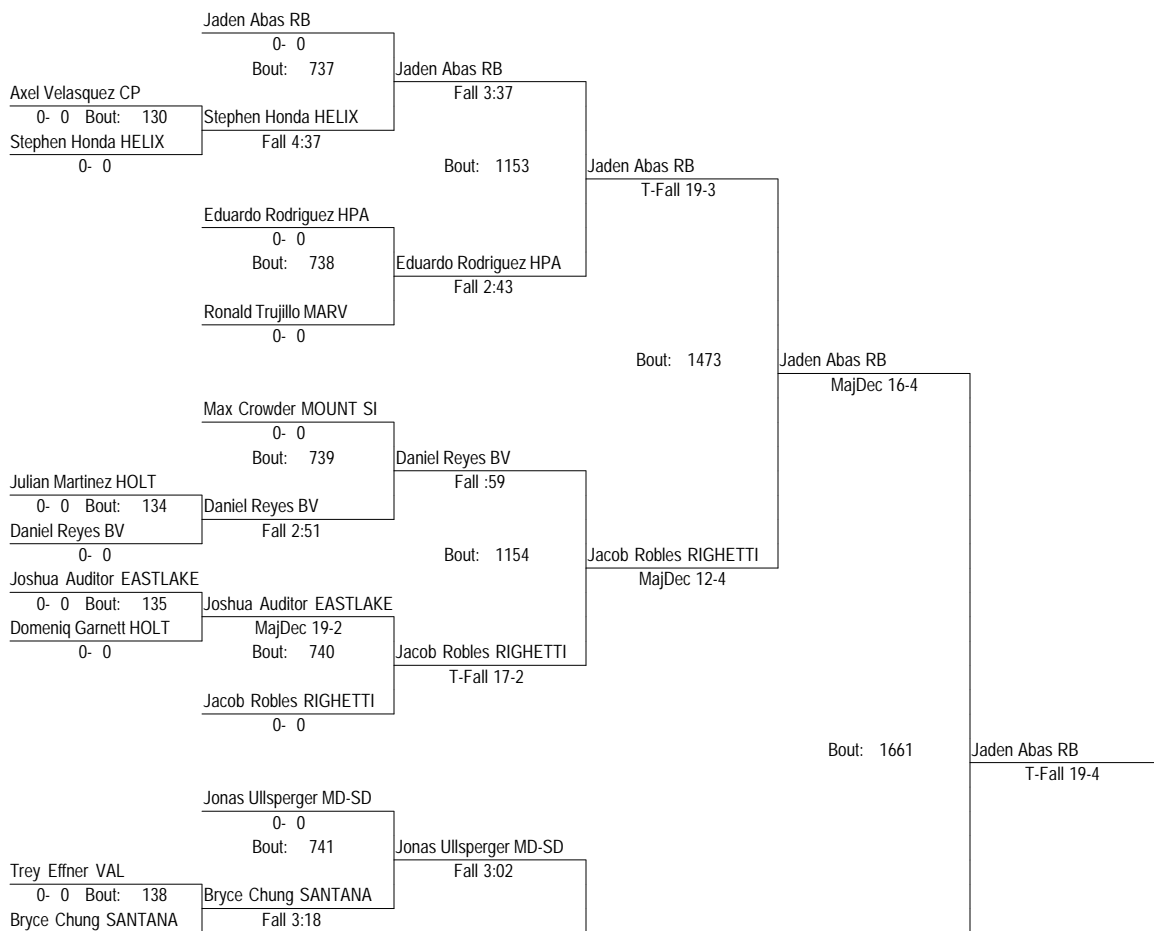 Jaden Abas RB
0- 0
Bout: 737 Jaden Abas RB
Axel Velasquez CP Fall 3:37
0- 0 Bout: 130 Stephen Honda HELIX
Stephen Honda HELIX Fall 4:37
0- 0 Bout: 1153 Jaden Abas RB
T-Fall 19-3
Eduardo Rodriguez HPA
0- 0
Bout: 738 Eduardo Rodriguez HPA
Fall 2:43
Ronald Trujillo MARV
0- 0
Bout: 1473 Jaden Abas RB
MajDec 16-4
Max Crowder MOUNT SI
0- 0
Bout: 739 Daniel Reyes BV
Julian Martinez HOLT Fall :59
0- 0 Bout: 134 Daniel Reyes BV
Daniel Reyes BV Fall 2:51
0- 0 Bout: 1154 Jacob Robles RIGHETTI
Joshua Auditor EASTLAKE MajDec 12-4
0- 0 Bout: 135 Joshua Auditor EASTLAKE
Domeniq Garnett HOLT MajDec 19-2
0- 0 Bout: 740 Jacob Robles RIGHETTI
T-Fall 17-2
Jacob Robles RIGHETTI
0- 0
Bout: 1661 Jaden Abas RB
T-Fall 19-4
Jonas Ullsperger MD-SD
0- 0
Bout: 741 Jonas Ullsperger MD-SD
Trey Effner VAL Fall 3:02
0- 0 Bout: 138 Bryce Chung SANTANA
Bryce Chung SANTANA Fall 3:18